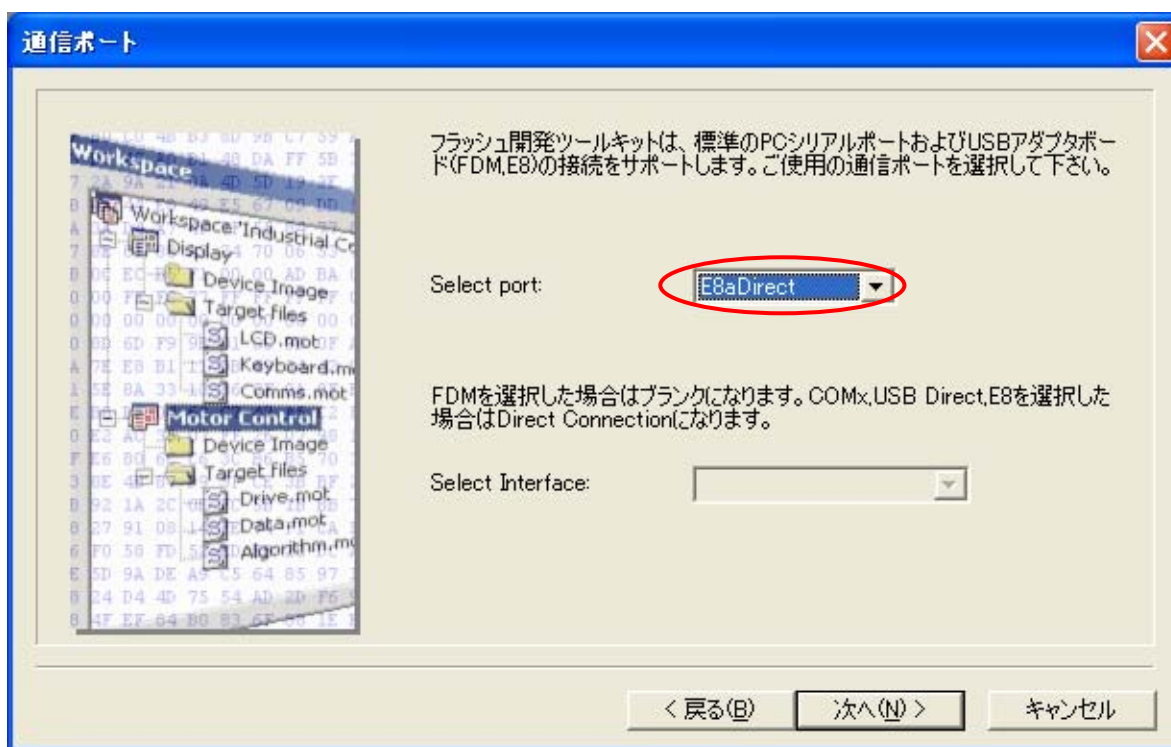 通信ポート
フラッシュ開発ツールキットは、標準のPCシリアルポートおよびUSBアダプタボー
ド(FDM,E8)の接続をサポートします。ご使用の通信ポートを選択して下さい。
Select port:
E8aDirect
FDMを選択した場合はブランクになります。COMx,USB Direct,E8を選択した
場合はDirect Connectionになります。
Select Interface:
Workspace
Workspace 'Industrial Co
Display
Device Image
Target files
LCD.mot
Keyboard.m
Comms.mot
Motor Control
Device Image
Target files
Drive.mot
Data.mot
Algorithm.m
< 戻る(B)
次へ(N) >
キャンセル